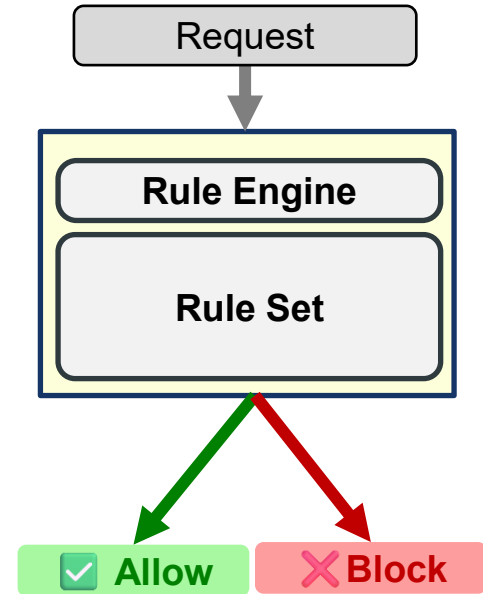 Request
Rule Engine
Rule Set
✅ Allow
❌ Block